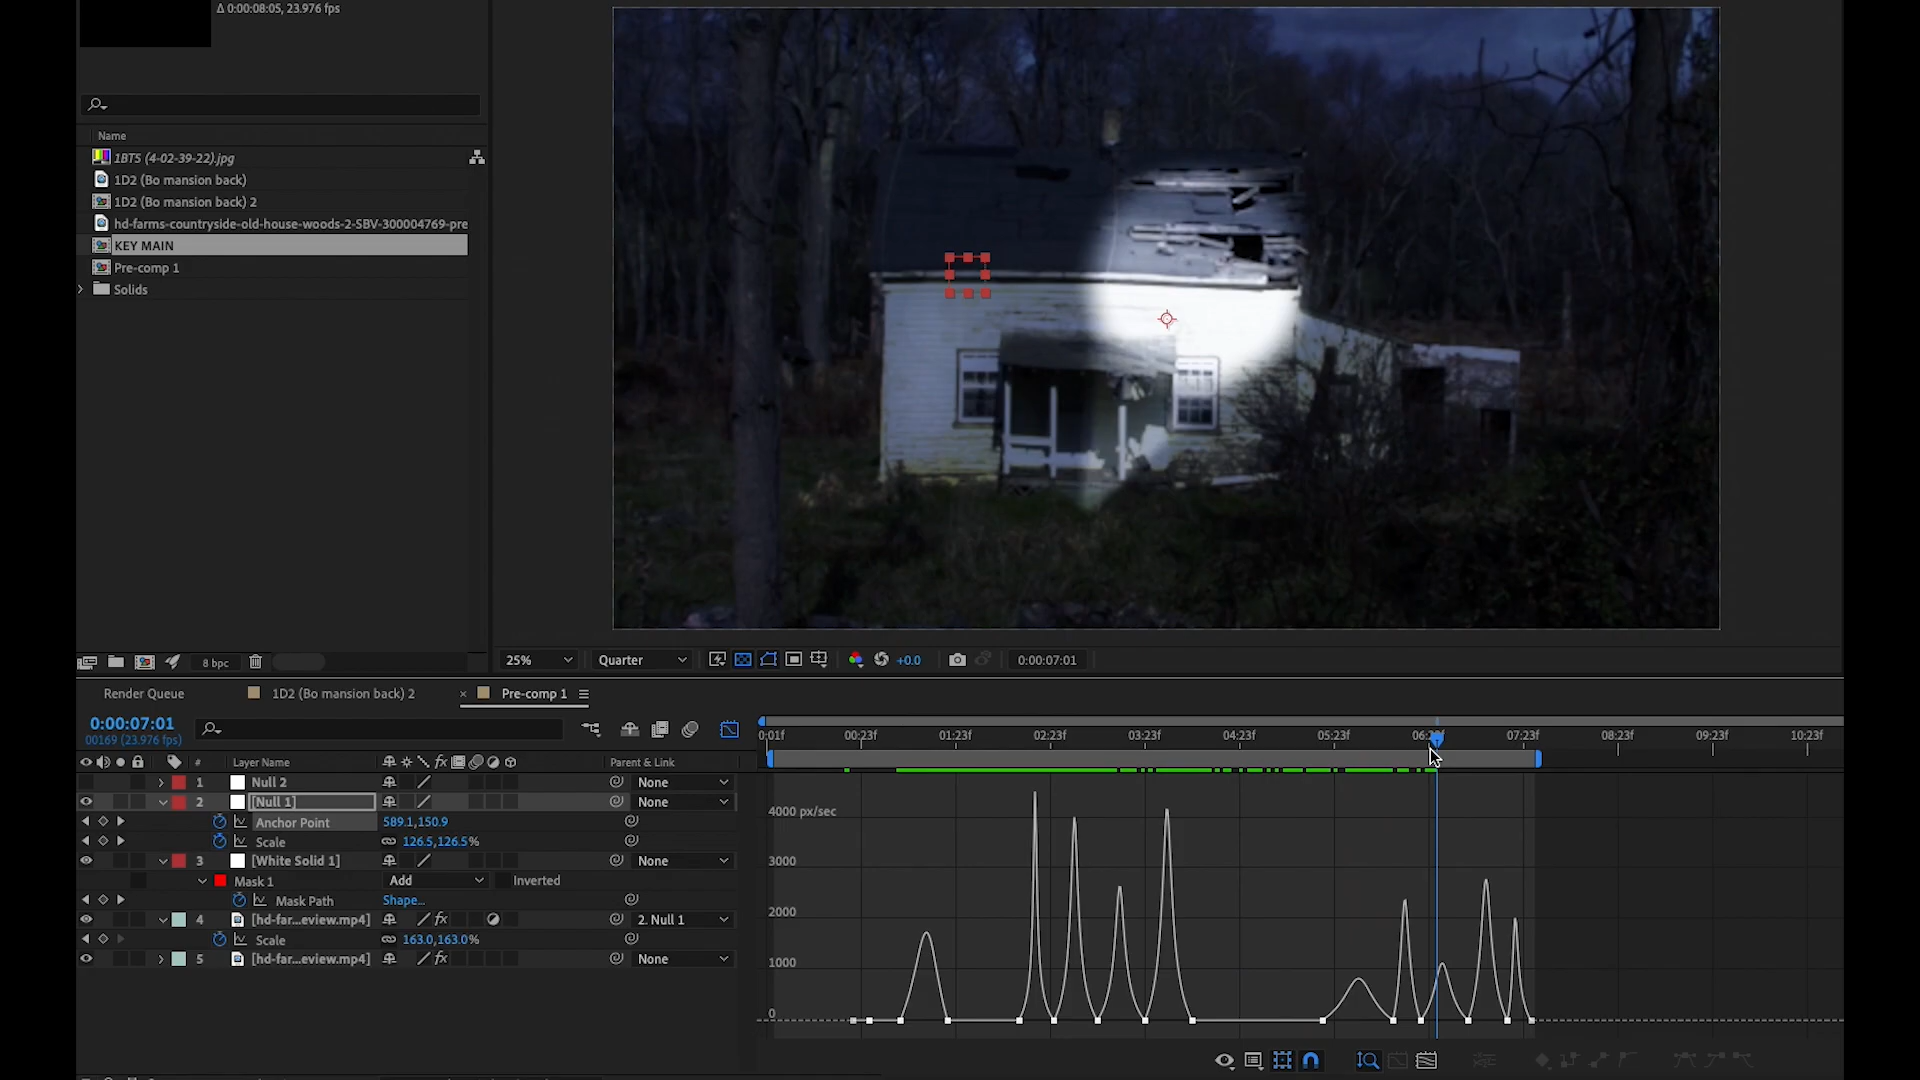 Δ 0:00:08:05, 23.976 fps
Name
1BTS (4-02-39-22).jpg
1D2 (Bo mansion back)
1D2 (Bo mansion back) 2
hd-farms-countryside-old-house-woods-2-SBV-300004769-pre
KEY MAIN
Pre-comp 1
Solids
8 bpc
25%
Quarter
+0.0
0:00:07:01
Render Queue
1D2 (Bo mansion back) 2
× Pre-comp 1
0:00:07:01
00169 (23.976 fps)
0:01f 00:23f 01:23f 02:23f 03:23f 04:23f 05:23f 07:23f 08:23f 09:23f 10:23f
# Layer Name Parent & Link
1 Null 2 None
2 [Null 1] None
Anchor Point 589.1,150.9
Scale 126.5,126.5%
3 [White Solid 1] None
Mask 1 Add Inverted
Mask Path Shape...
4 [hd-far...eview.mp4] fx 2. Null 1
Scale 163.0,163.0%
5 [hd-far...eview.mp4] fx None
4000 px/sec
3000
2000
1000
0